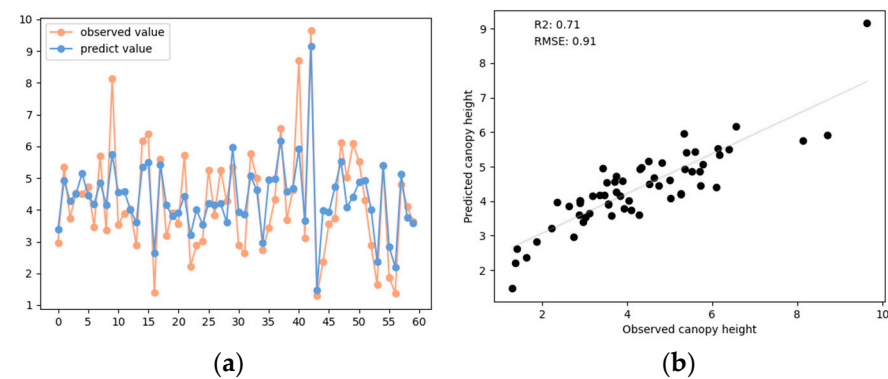 observed value
predict value
10
9
8
7
6
5
4
3
2
1
0 5 10 15 20 25 30 35 40 45 50 55 60
(a)
R2: 0.71
RMSE: 0.91
Predicted canopy height
9
8
7
6
5
4
3
2
2 4 6 8 10
Observed canopy height
(b)